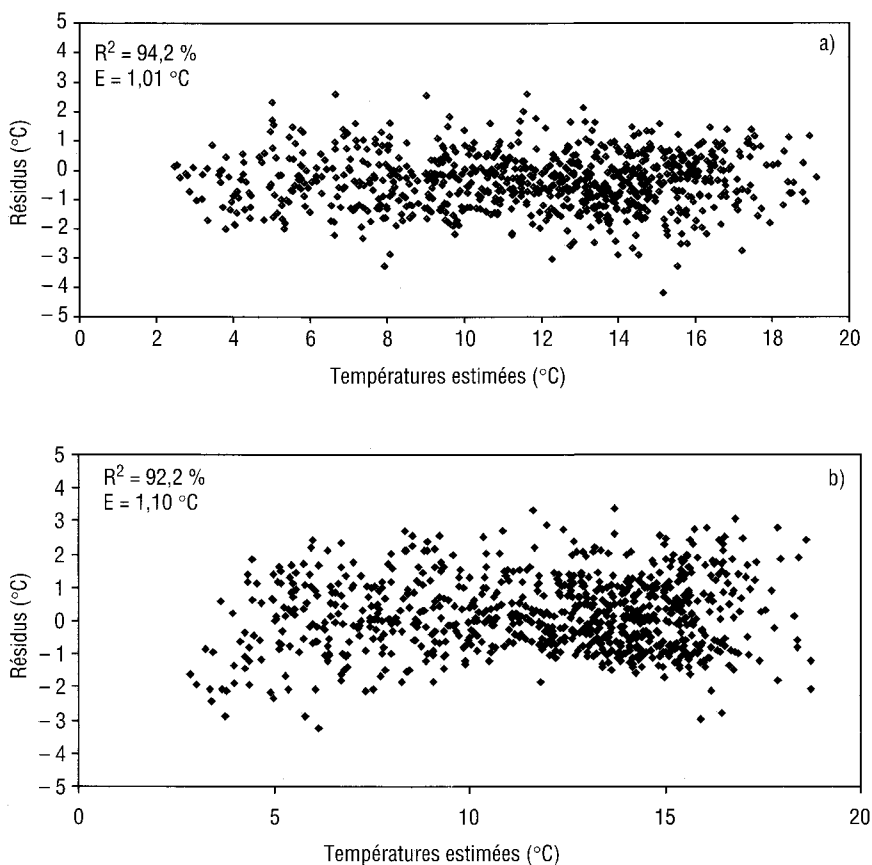 a)
R² = 94,2 %
E = 1,01 °C
Résidus (°C)
5
4
3
2
1
0
– 1
– 2
– 3
– 4
– 5
0 2 4 6 8 10 12 14 16 18 20
Températures estimées (°C)
b)
R² = 92,2 %
E = 1,10 °C
Résidus (°C)
5
4
3
2
1
0
– 1
– 2
– 3
– 4
– 5
0 5 10 15 20
Températures estimées (°C)